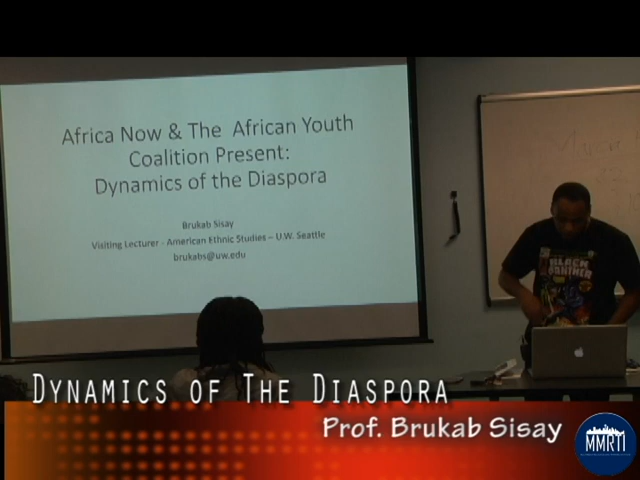 Africa Now & The African Youth
Coalition Present:
Dynamics of the Diaspora
Brukab Sisay
Visiting Lecturer - American Ethnic Studies – U.W. Seattle
brukabs@uw.edu
BLACK
PANTHER
DYNAMICS OF THE DIASPORA
Prof. Brukab Sisay
MMRTI